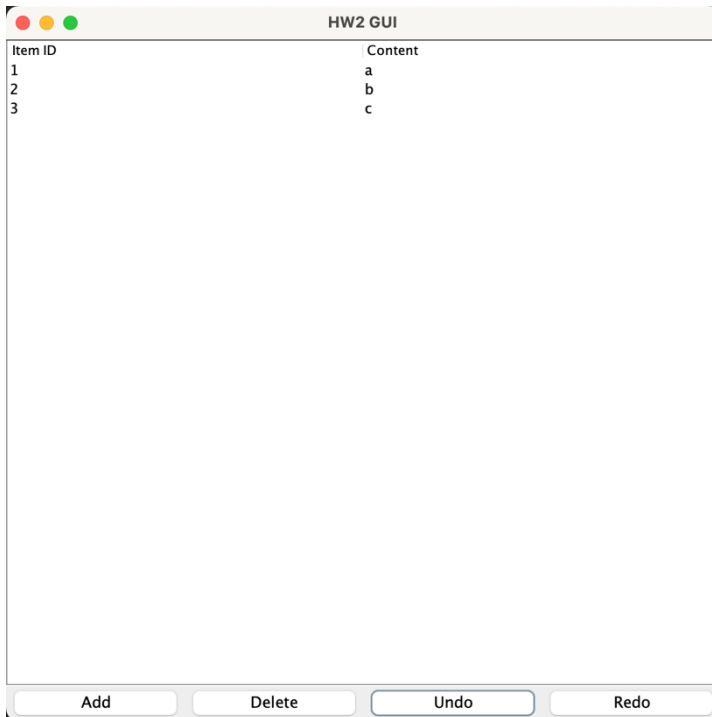 HW2 GUI
Item ID Content
1 a
2 b
3 c
Add Delete Undo Redo